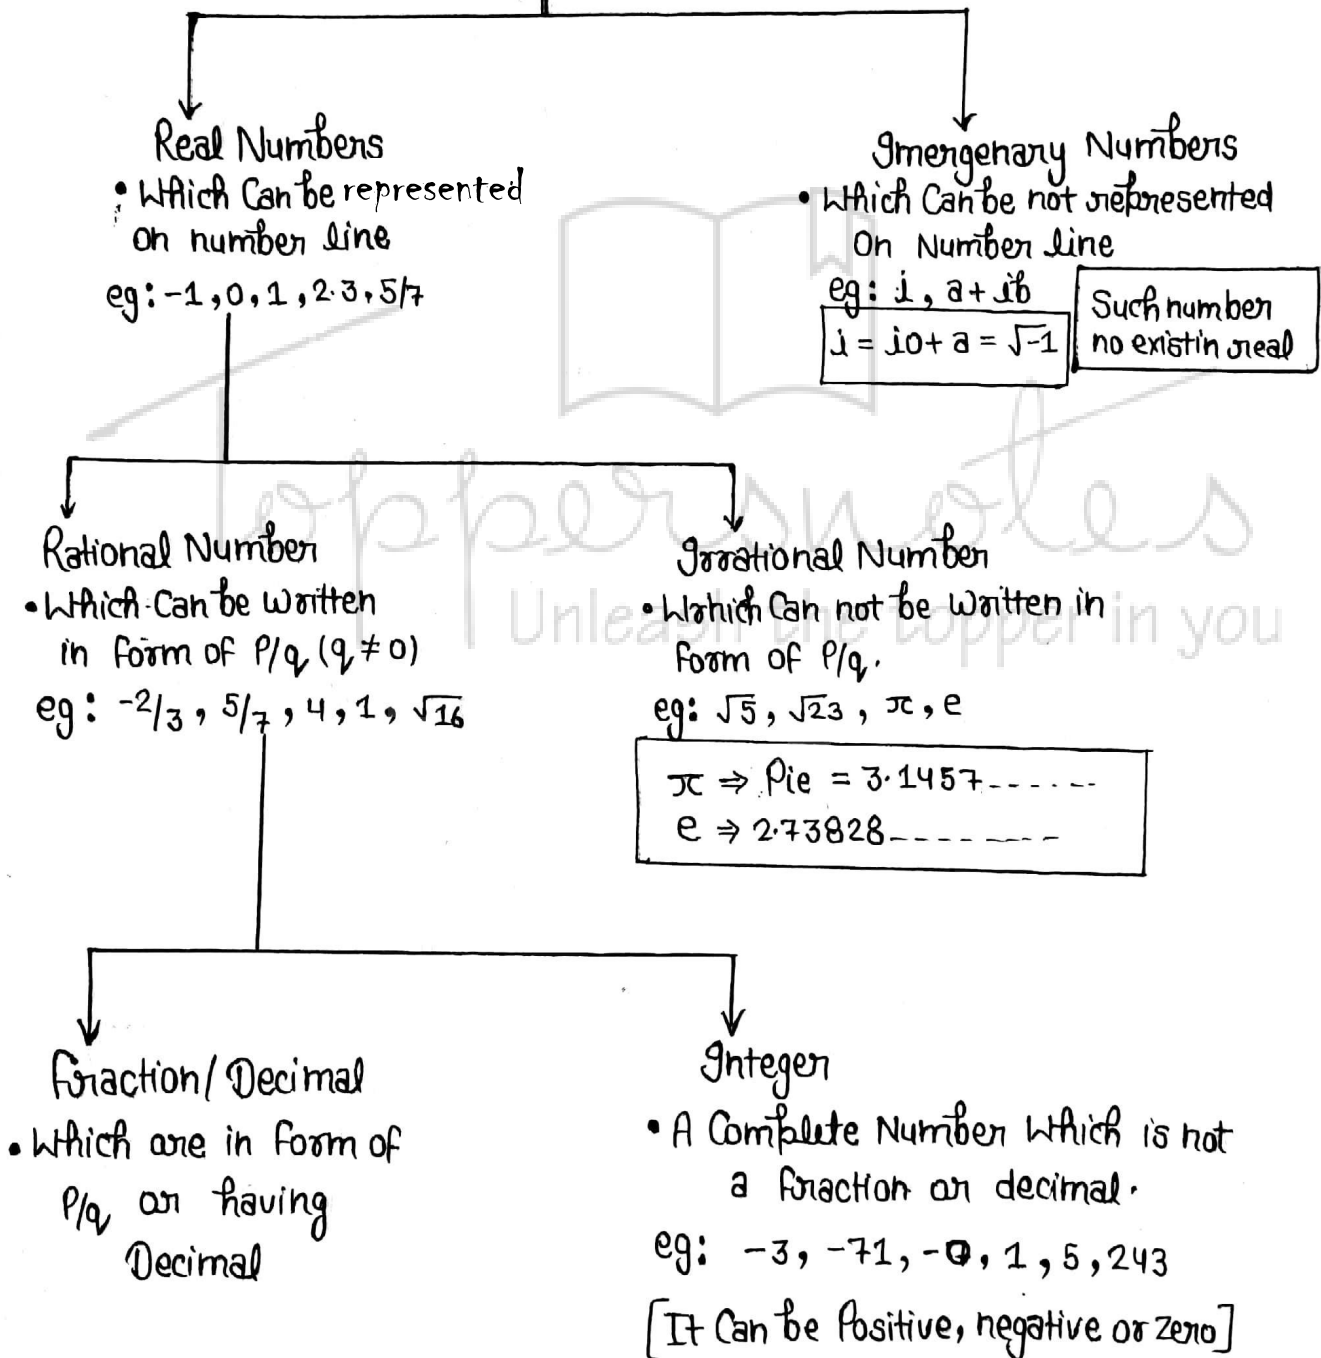 Real Numbers
• Which Can be represented
on number line
eg: -1, 0, 1, 2.3, 5/7
Imergenary Numbers
• Which Can be not represented
On Number line
eg: i, a + ib
i = i0 + a = √-1
Such number
no existin real
Rational Number
• Which Can be written
in form of P/q (q ≠ 0)
eg: -2/3, 5/7, 4, 1, √16
Irrational Number
• Wohich Can not be written in
form of P/q.
eg: √5, √23, π, e
π ⇒ Pie = 3.1457------
e ⇒ 2.73828--------
Fraction/Decimal
• Which are in form of
P/q or having
Decimal
Integer
• A Complete Number which is not
a fraction or decimal.
eg: -3, -71, -0, 1, 5, 243
[It Can be Positive, negative or zero]
toppersnotes
Unleash the topper in you